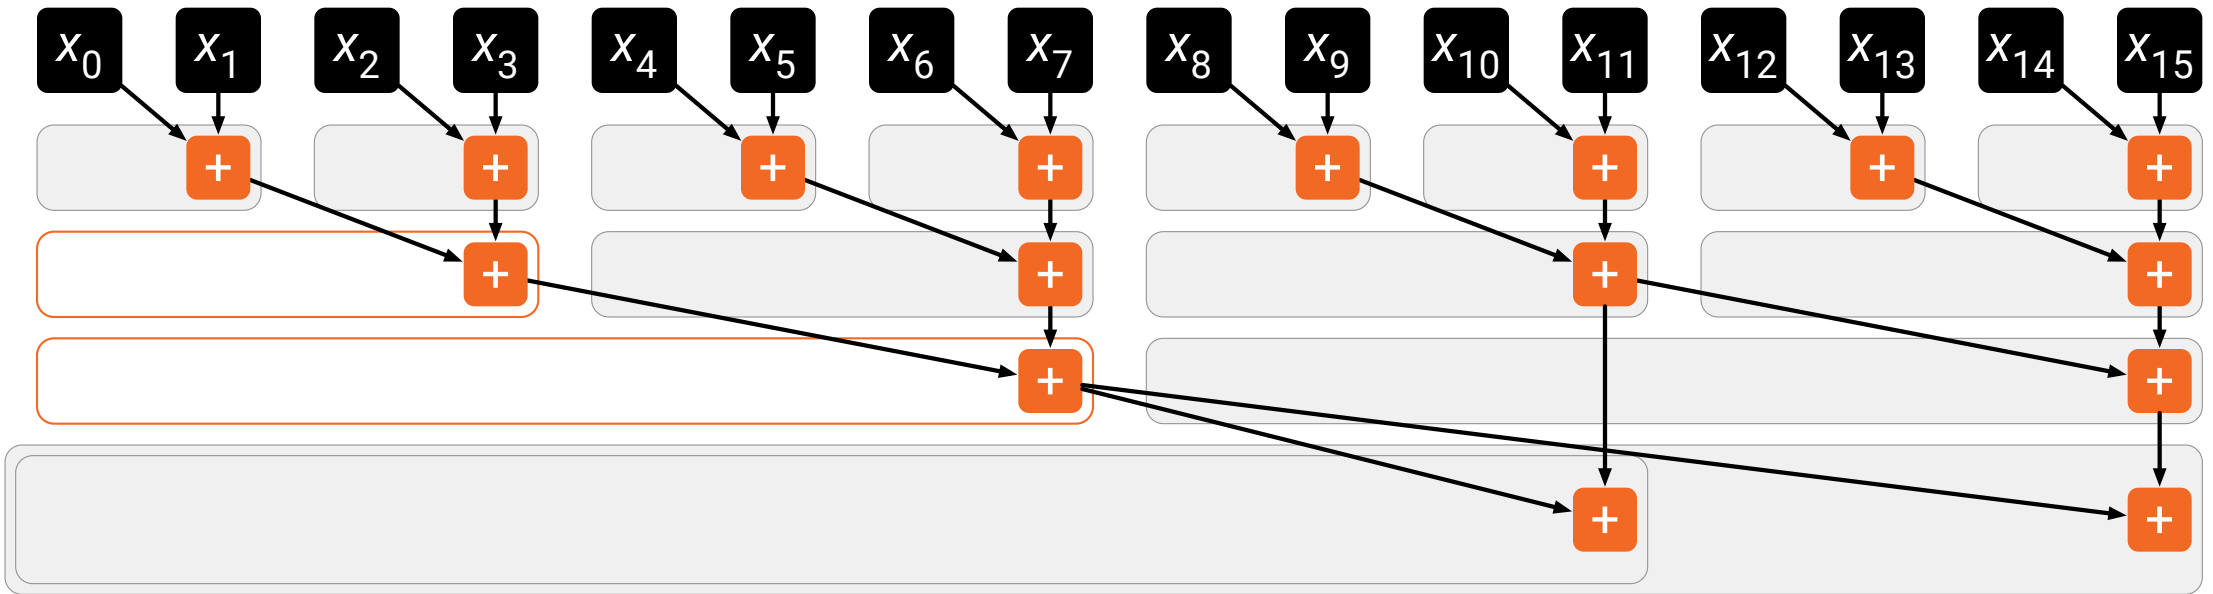 x₀ x₁ x₂ x₃ x₄ x₅ x₆ x₇ x₈ x₉ x₁₀ x₁₁ x₁₂ x₁₃ x₁₄ x₁₅
+ + + + + + + +
+ + + +
+ +
+ +